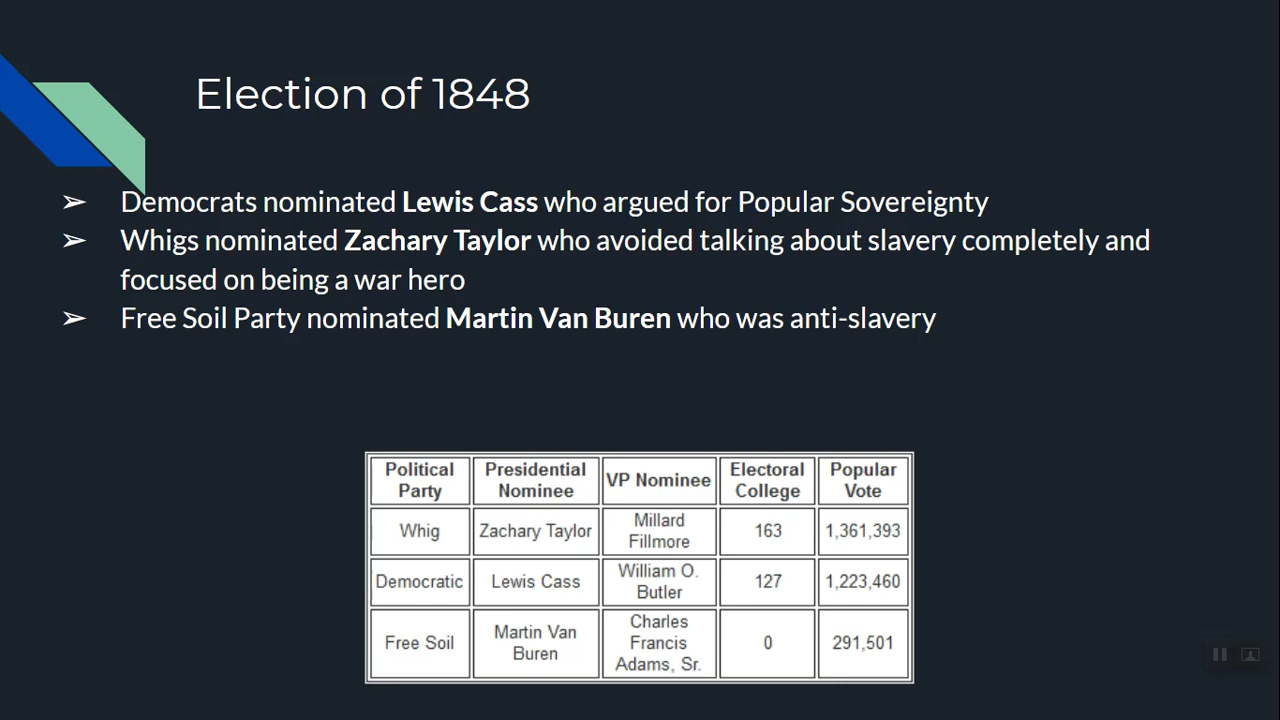 Election of 1848
➢ Democrats nominated Lewis Cass who argued for Popular Sovereignty
➢ Whigs nominated Zachary Taylor who avoided talking about slavery completely and
focused on being a war hero
➢ Free Soil Party nominated Martin Van Buren who was anti-slavery
Political Party | Presidential Nominee | VP Nominee | Electoral College | Popular Vote
Whig | Zachary Taylor | Millard Fillmore | 163 | 1,361,393
Democratic | Lewis Cass | William O. Butler | 127 | 1,223,460
Free Soil | Martin Van Buren | Charles Francis Adams, Sr. | 0 | 291,501